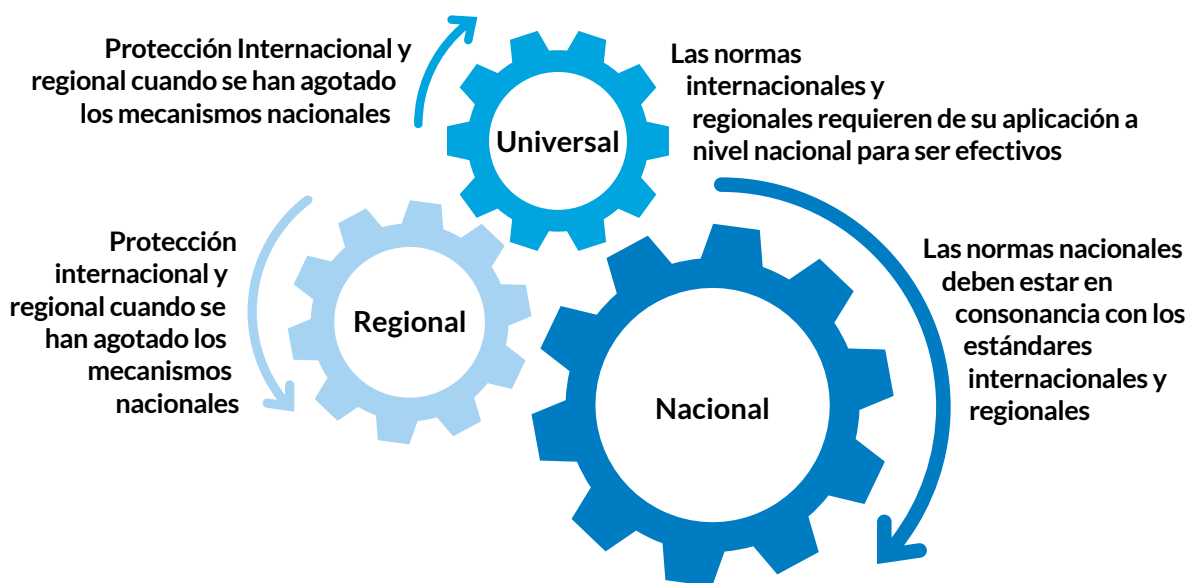 Protección Internacional y
regional cuando se han agotado
los mecanismos nacionales
Universal
Las normas
internacionales y
regionales requieren de su aplicación a
nivel nacional para ser efectivos
Protección
internacional y
regional cuando se
han agotado los
mecanismos
nacionales
Regional
Nacional
Las normas nacionales
deben estar en
consonancia con los
estándares
internacionales y
regionales